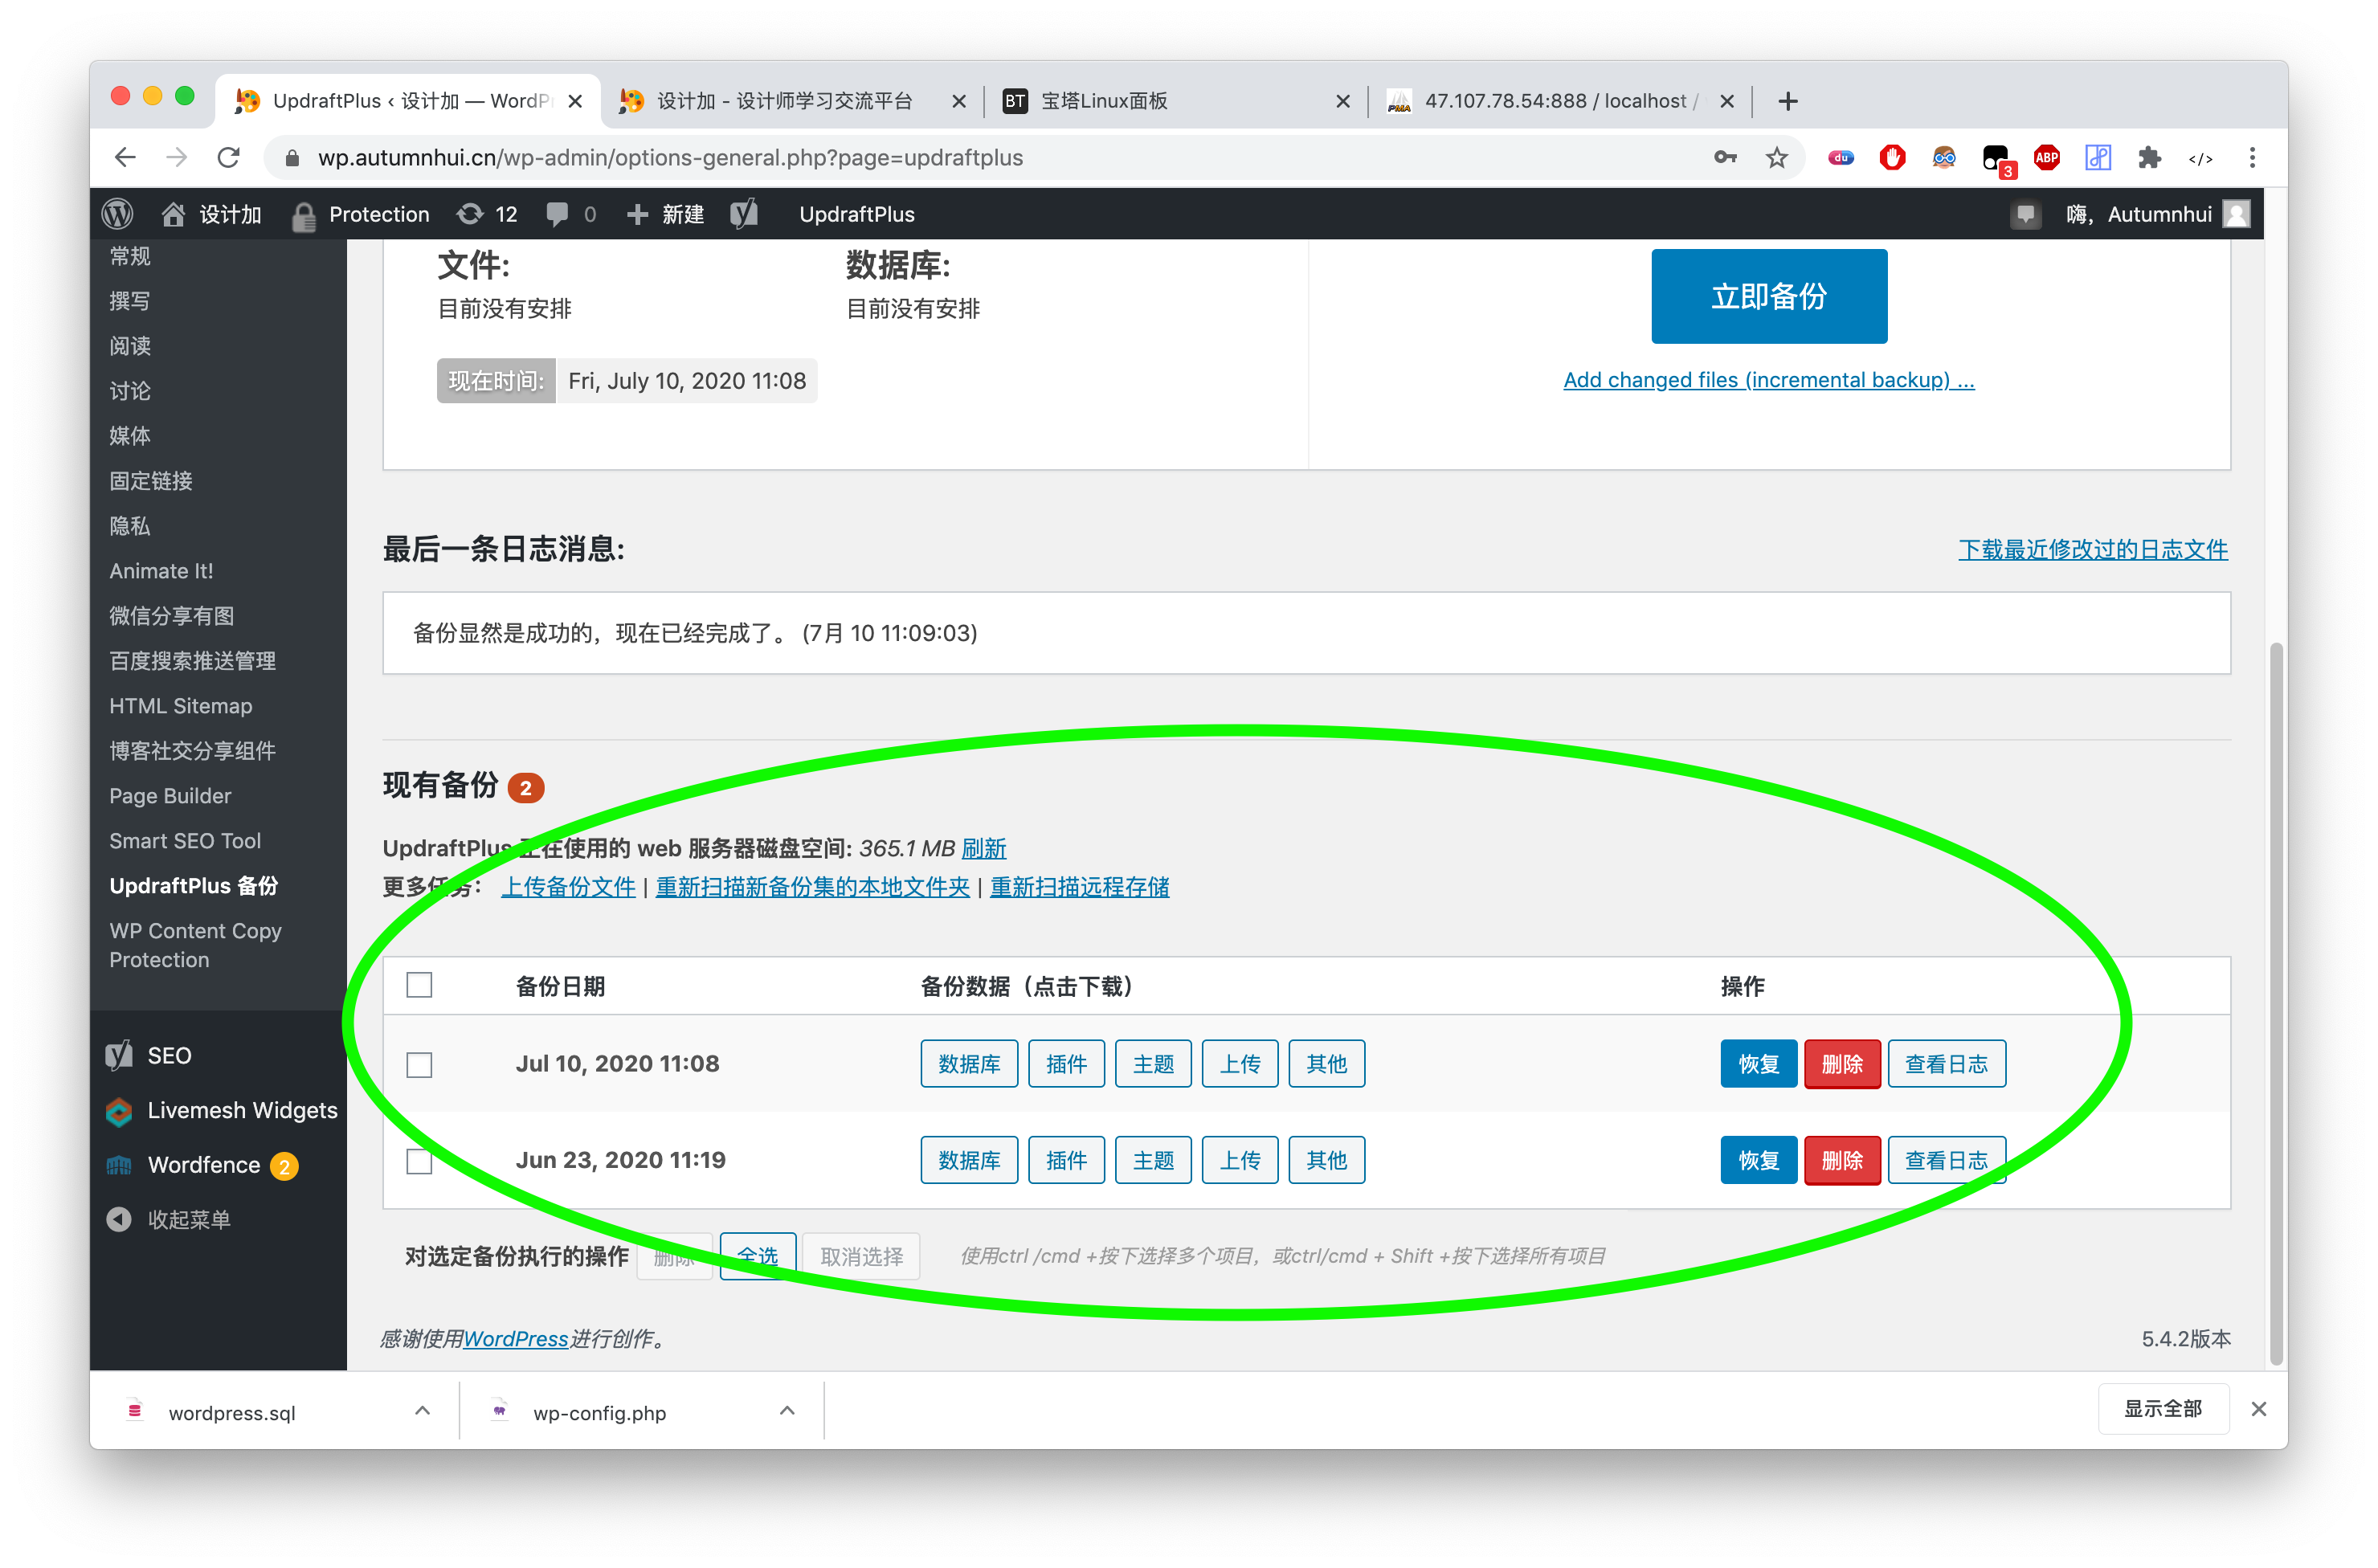 UpdraftPlus ‹ 设计加 — WordP
设计加 - 设计师学习交流平台
BT 宝塔Linux面板
PMA 47.107.78.54:888 / localhost /
wp.autumnhui.cn/wp-admin/options-general.php?page=updraftplus
du
3
ABP
</>
设计加
Protection
12
0
新建
UpdraftPlus
嗨，Autumnhui
常规
撰写
阅读
讨论
媒体
固定链接
隐私
Animate It!
微信分享有图
百度搜索推送管理
HTML Sitemap
博客社交分享组件
Page Builder
Smart SEO Tool
UpdraftPlus 备份
WP Content Copy
Protection
SEO
Livemesh Widgets
Wordfence 2
收起菜单
文件: 数据库:
目前没有安排 目前没有安排
现在时间: Fri, July 10, 2020 11:08
立即备份
Add changed files (incremental backup) ...
最后一条日志消息:
下载最近修改过的日志文件
备份显然是成功的，现在已经完成了。 (7月 10 11:09:03)
现有备份 2
UpdraftPlus 正在使用的 web 服务器磁盘空间: 365.1 MB 刷新
更多任务： 上传备份文件 | 重新扫描新备份集的本地文件夹 | 重新扫描远程存储
备份日期 备份数据（点击下载） 操作
Jul 10, 2020 11:08 数据库 插件 主题 上传 其他 恢复 删除 查看日志
Jun 23, 2020 11:19 数据库 插件 主题 上传 其他 恢复 删除 查看日志
对选定备份执行的操作 删除 全选 取消选择 使用ctrl /cmd +按下选择多个项目，或ctrl/cmd + Shift +按下选择所有项目
感谢使用WordPress进行创作。
5.4.2版本
wordpress.sql
wp-config.php
显示全部